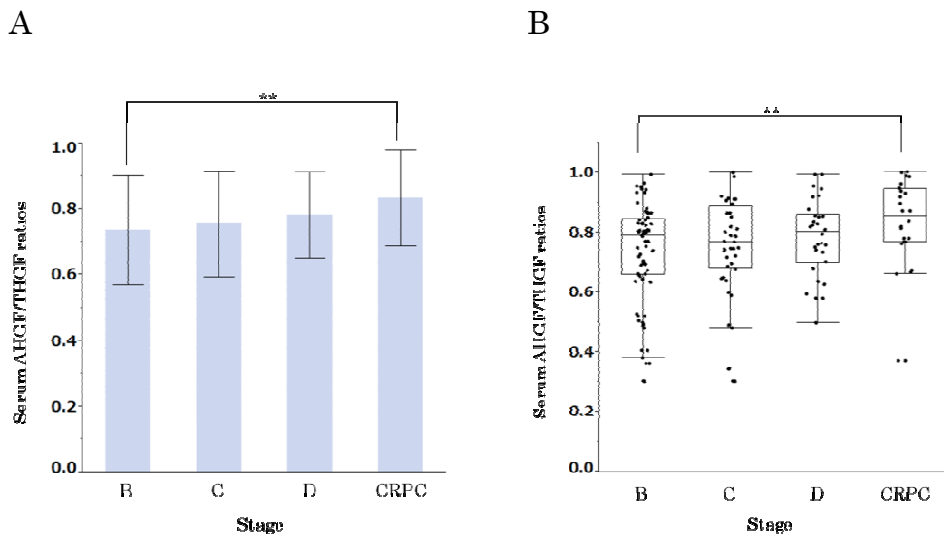 A
**
1.0
0.8
0.6
0.4
0.2
0.0
Serum AHGF/THGF ratios
B C D CRPC
Stage
B
**
1.0
0.8
0.6
0.4
0.2
0.0
Serum AHGF/THGF ratios
B C D CRPC
Stage